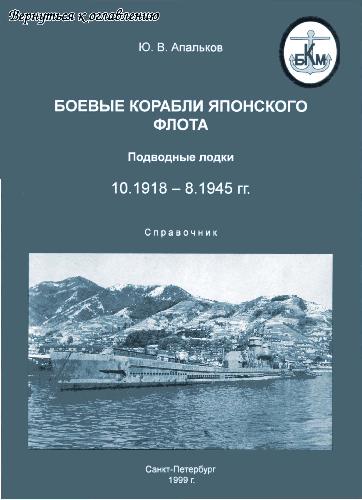 Вернуться к оглавлению
Ю. В. Апальков
БКМ
БОЕВЫЕ КОРАБЛИ ЯПОНСКОГО
ФЛОТА
Подводные лодки
10.1918 – 8.1945 гг.
Справочник
Санкт-Петербург
1999 г.